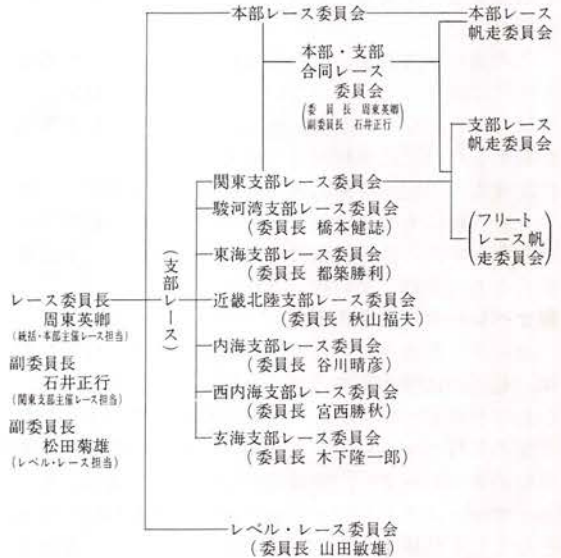 本部レース委員会
本部レース
帆走委員会
本部・支部
合同レース
委員会
(委員長 周東英卿
副委員長 石井正行)
支部レース
帆走委員会
(フリート
レース帆
走委員会)
関東支部レース委員会
駿河湾支部レース委員会
(委員長 橋本健誌)
東海支部レース委員会
(委員長 都築勝利)
近畿北陸支部レース委員会
(委員長 秋山福夫)
内海支部レース委員会
(委員長 谷川晴彦)
西内海支部レース委員会
(委員長 宮西勝秋)
玄海支部レース委員会
(委員長 木下隆一郎)
(支部レース)
レース委員長
周東英卿
(統括・本部主催レース担当)
副委員長
石井正行
(関東支部主催レース担当)
副委員長
松田菊雄
(レベル・レース担当)
レベル・レース委員会
(委員長 山田敏雄)